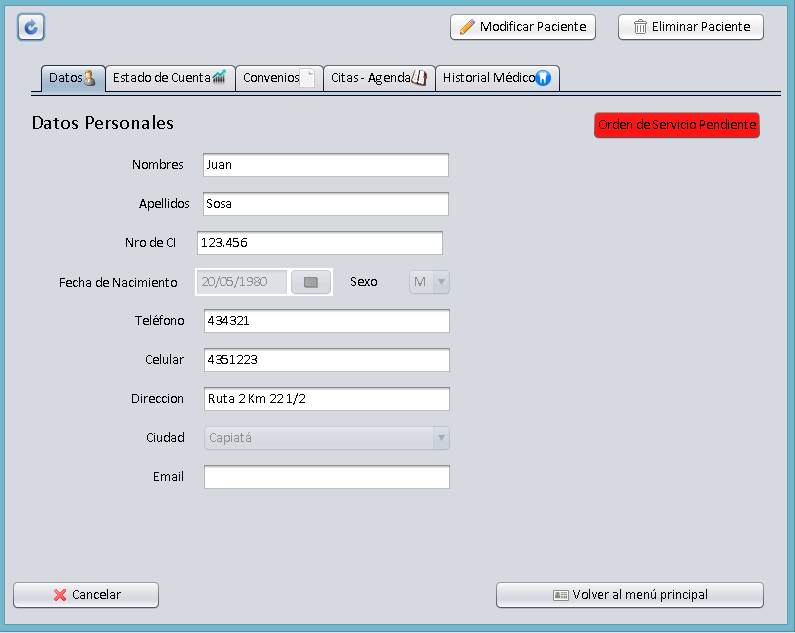 Modificar Paciente
Eliminar Paciente
Datos
Estado de Cuenta
Convenios
Citas - Agenda
Historial Médico
Datos Personales
Orden de Servicio Pendiente
Nombres Juan
Apellidos Sosa
Nro de CI 123.456
Fecha de Nacimiento 20/05/1980 Sexo M
Teléfono 434321
Celular 4351223
Direccion Ruta 2 Km 22 1/2
Ciudad Capiatá
Email
Cancelar
Volver al menú principal